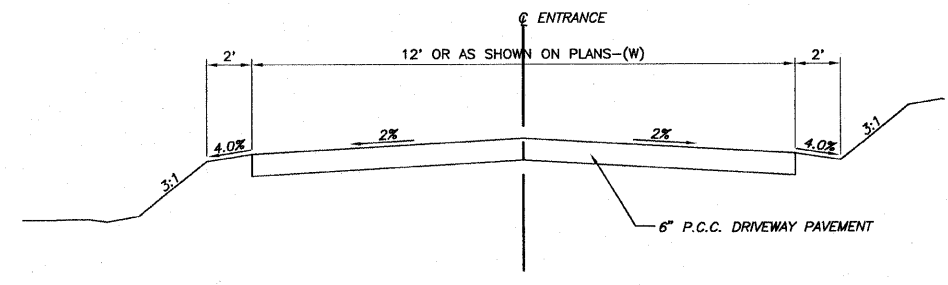 ℄ ENTRANCE
2'
12' OR AS SHOWN ON PLANS-(W)
2'
4.0%
2%
2%
4.0%
3:1
3:1
6" P.C.C. DRIVEWAY PAVEMENT